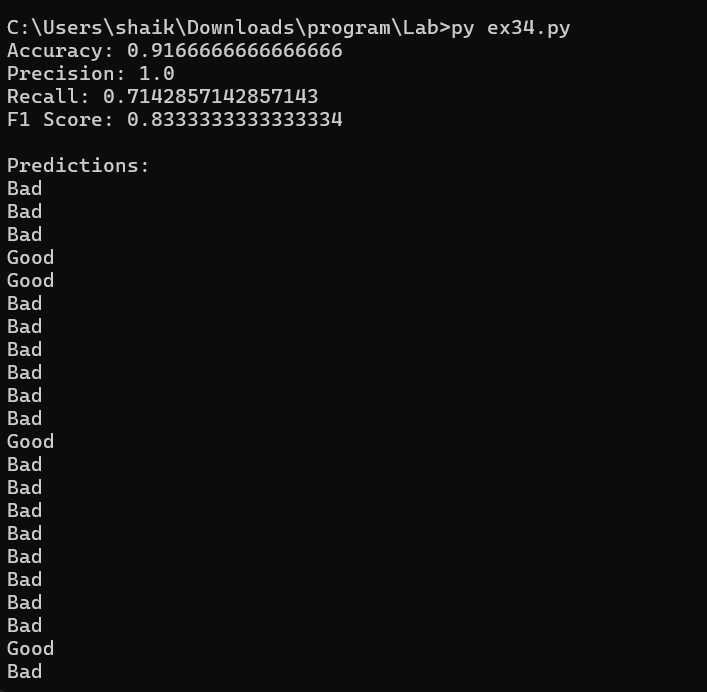 C:\Users\shaik\Downloads\program\Lab>py ex34.py
Accuracy: 0.9166666666666666
Precision: 1.0
Recall: 0.7142857142857143
F1 Score: 0.8333333333333334
Predictions:
Bad
Bad
Bad
Good
Good
Bad
Bad
Bad
Bad
Bad
Bad
Good
Bad
Bad
Bad
Bad
Bad
Bad
Bad
Bad
Good
Bad